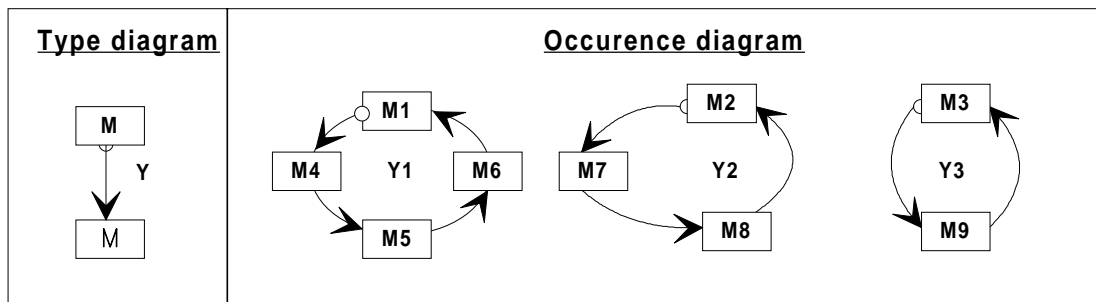 Type diagram
M
Y
M
Occurence diagram
M1
M4
Y1
M6
M5
M2
M7
Y2
M8
M3
Y3
M9